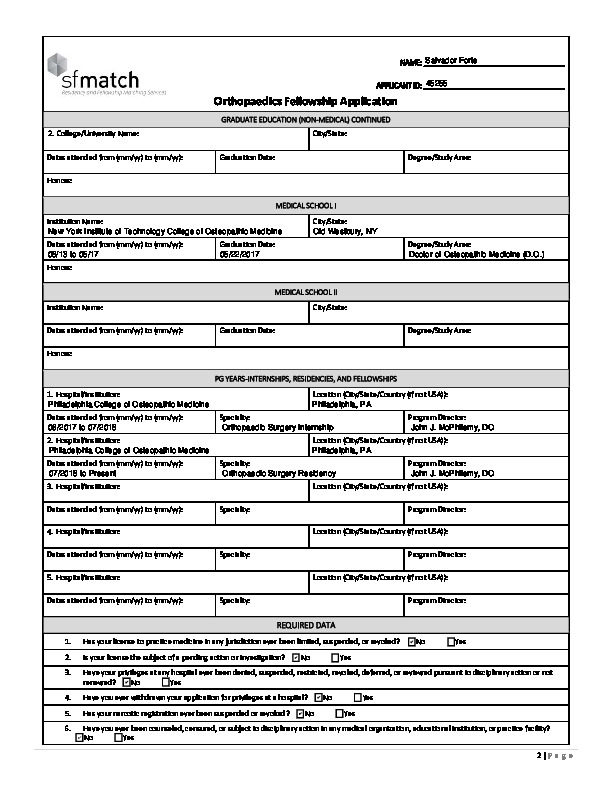 sfmatch
Residency and Fellowship Matching Services
NAME: Salvador Forte
APPLICANT ID: 45255
Orthopaedics Fellowship Application
GRADUATE EDUCATION (NON-MEDICAL) CONTINUED
2. College/University Name: City/State:
Dates attended from (mm/yy) to (mm/yy): Graduation Date: Degree/Study Area:
Honors:
MEDICAL SCHOOL I
Institution Name: City/State:
New York Institute of Technology College of Osteopathic Medicine Old Westbury, NY
Dates attended from (mm/yy) to (mm/yy): Graduation Date: Degree/Study Area:
08/13 to 05/17 05/22/2017 Doctor of Osteopathic Medicine (D.O.)
Honors:
MEDICAL SCHOOL II
Institution Name: City/State:
Dates attended from (mm/yy) to (mm/yy): Graduation Date: Degree/Study Area:
Honors:
PG YEARS-INTERNSHIPS, RESIDENCIES, AND FELLOWSHIPS
1. Hospital/Institution: Location (City/State/Country (if not USA)):
Philadelphia College of Osteopathic Medicine Philadelphia, PA
Dates attended from (mm/yy) to (mm/yy): Specialty: Program Director:
06/2017 to 07/2018 Orthopaedic Surgery Internship John J. McPhilemy, DO
2. Hospital/Institution: Location (City/State/Country (if not USA)):
Philadelphia College of Osteopathic Medicine Philadelphia, PA
Dates attended from (mm/yy) to (mm/yy): Specialty: Program Director:
07/2018 to Present Orthopaedic Surgery Residency John J. McPhilemy, DO
3. Hospital/Institution: Location (City/State/Country (if not USA)):
Dates attended from (mm/yy) to (mm/yy): Specialty: Program Director:
4. Hospital/Institution: Location (City/State/Country (if not USA)):
Dates attended from (mm/yy) to (mm/yy): Specialty: Program Director:
5. Hospital/Institution: Location (City/State/Country (if not USA)):
Dates attended from (mm/yy) to (mm/yy): Specialty: Program Director:
REQUIRED DATA
1. Has your license to practice medicine in any jurisdiction ever been limited, suspended, or revoked? ☑No ☐Yes
2. Is your license the subject of a pending action or investigation? ☑No ☐Yes
3. Have your privileges at any hospital ever been denied, suspended, restricted, revoked, deferred, or reviewed pursuant to disciplinary action or not
renewed? ☑No ☐Yes
4. Have you ever withdrawn your application for privileges at a hospital? ☑No ☐Yes
5. Has your narcotic registration ever been suspended or revoked? ☑No ☐Yes
6. Have you ever been counseled, censured, or subject to disciplinary action in any medical organization, educational institution, or practice facility?
☑No ☐Yes
2 | Page